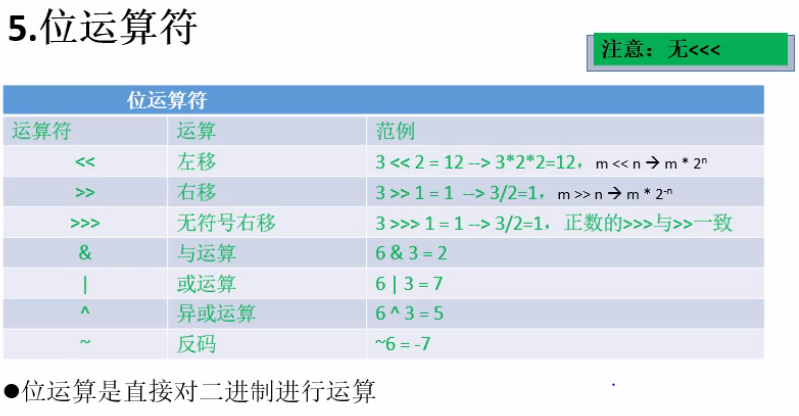 5.位运算符
注意：无<<<
位运算符
运算符 运算 范例
<< 左移 3 << 2 = 12 --> 3*2*2=12， m << n → m * 2ⁿ
>> 右移 3 >> 1 = 1 --> 3/2=1， m >> n → m * 2⁻ⁿ
>>> 无符号右移 3 >>> 1 = 1 --> 3/2=1， 正数的>>>与>>一致
& 与运算 6 & 3 = 2
| 或运算 6 | 3 = 7
^ 异或运算 6 ^ 3 = 5
~ 反码 ~6 = -7
●位运算是直接对二进制进行运算